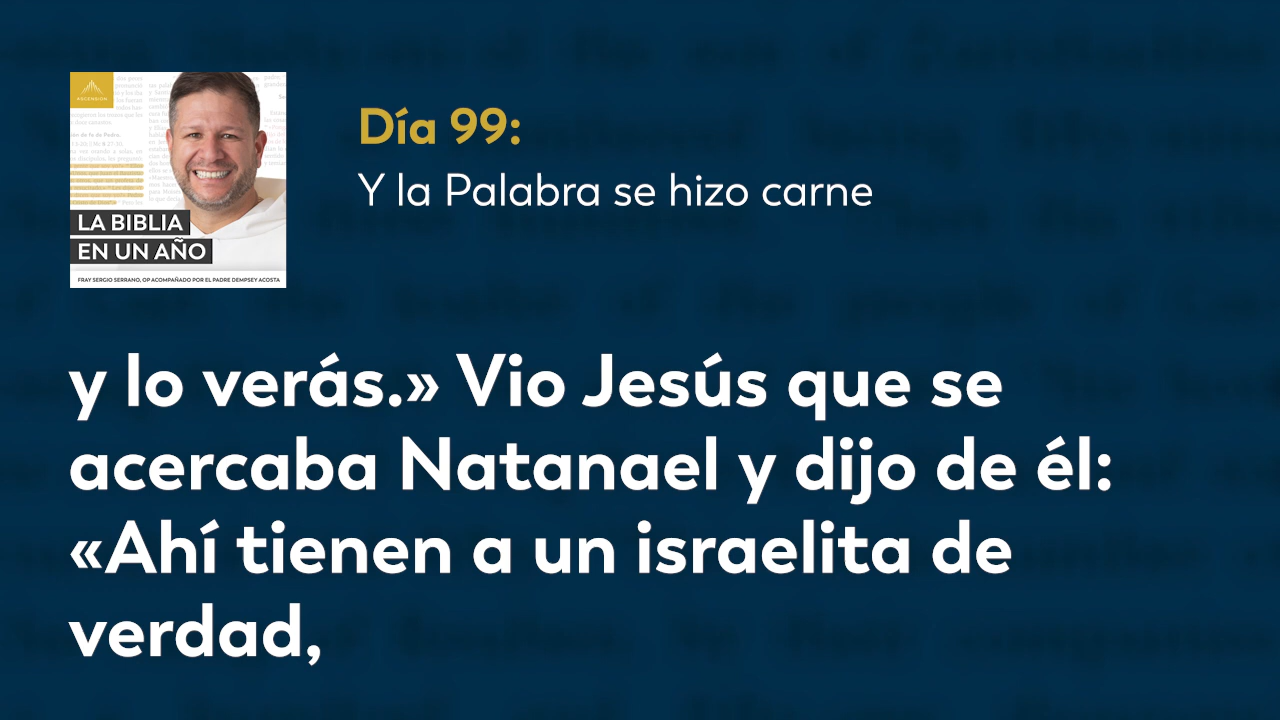 ASCENSION
LA BIBLIA
EN UN AÑO
FRAY SERGIO SERRANO, OP ACOMPAÑADO POR EL PADRE DEMPSEY ACOSTA
Día 99:
Y la Palabra se hizo carne
y lo verás.» Vio Jesús que se
acercaba Natanael y dijo de él:
«Ahí tienen a un israelita de
verdad,